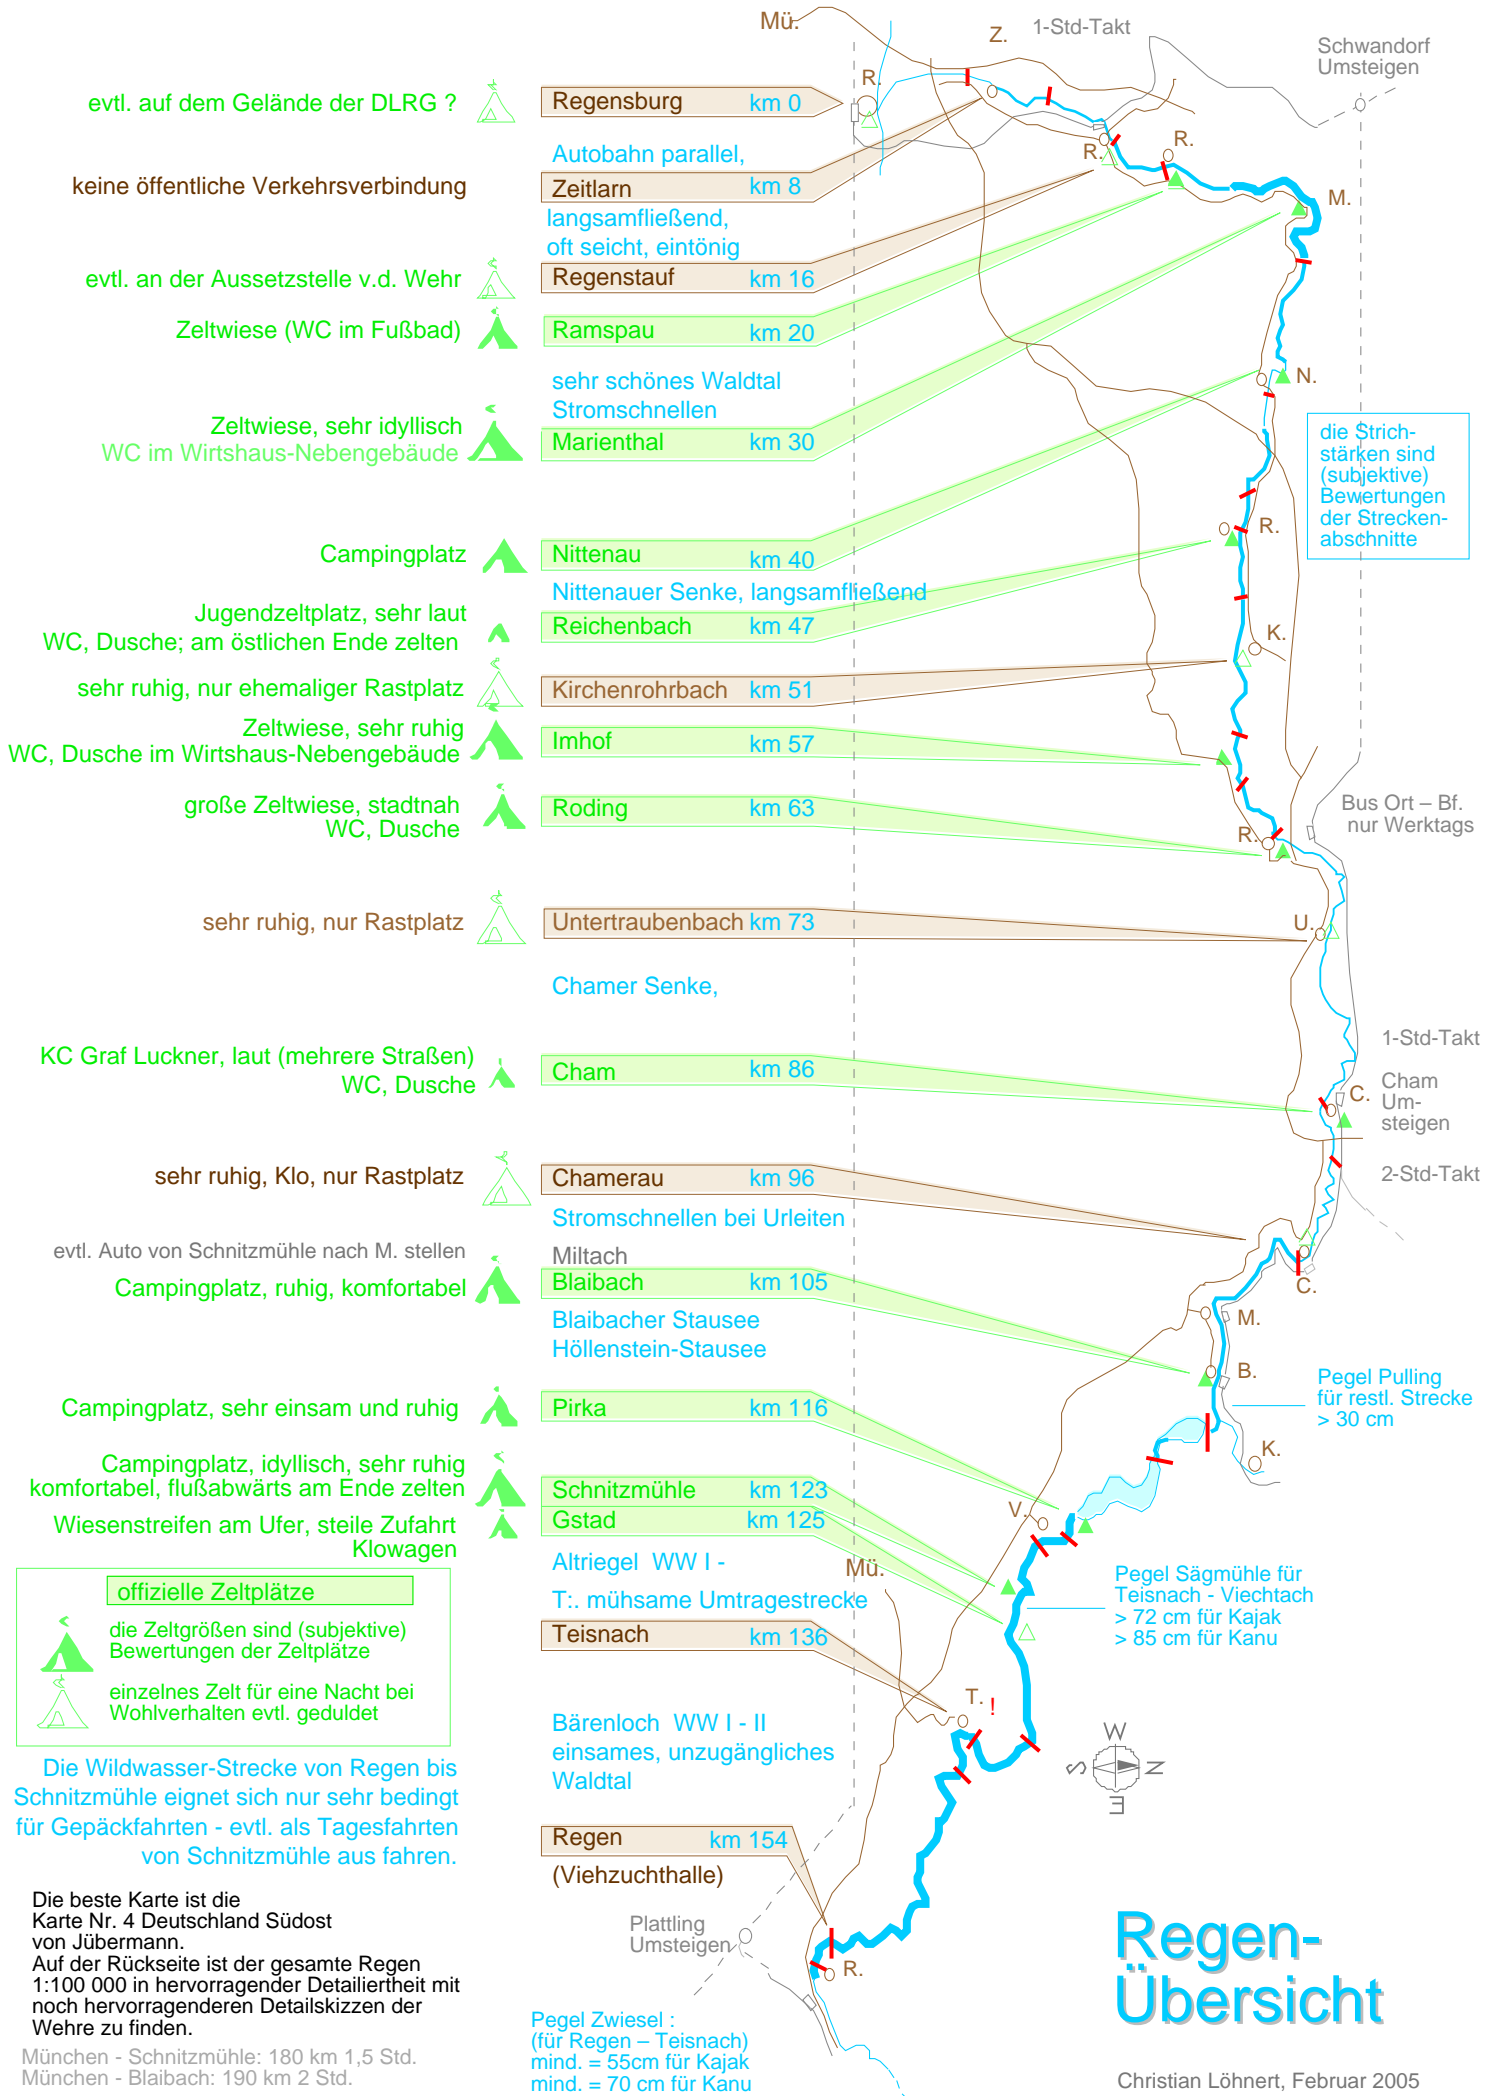 Mü.
Z.
1-Std-Takt
Schwandorf
Umsteigen
R.
evtl. auf dem Gelände der DLRG ?
Regensburg km 0
Autobahn parallel,
R.
R.
keine öffentliche Verkehrsverbindung
Zeitlarn km 8
M.
langsamfließend,
oft seicht, eintönig
evtl. an der Aussetzstelle v.d. Wehr
Regenstauf km 16
Zeltwiese (WC im Fußbad)
Ramspau km 20
sehr schönes Waldtal
Stromschnellen
N.
Zeltwiese, sehr idyllisch
WC im Wirtshaus-Nebengebäude
Marienthal km 30
die Strich-
stärken sind
(subjektive)
Bewertungen
der Strecken-
abschnitte
R.
Campingplatz
Nittenau km 40
Nittenauer Senke, langsamfließend
Jugendzeltplatz, sehr laut
WC, Dusche; am östlichen Ende zelten
Reichenbach km 47
K.
sehr ruhig, nur ehemaliger Rastplatz
Kirchenrohrbach km 51
Zeltwiese, sehr ruhig
WC, Dusche im Wirtshaus-Nebengebäude
Imhof km 57
große Zeltwiese, stadtnah
WC, Dusche
Roding km 63
Bus Ort – Bf.
nur Werktags
R.
sehr ruhig, nur Rastplatz
Untertraubenbach km 73
U.
Chamer Senke,
1-Std-Takt
KC Graf Luckner, laut (mehrere Straßen)
WC, Dusche
Cham km 86
C.
Cham
Um-
steigen
sehr ruhig, Klo, nur Rastplatz
Chamerau km 96
2-Std-Takt
Stromschnellen bei Urleiten
evtl. Auto von Schnitzmühle nach M. stellen
Miltach
C.
Campingplatz, ruhig, komfortabel
Blaibach km 105
M.
Blaibacher Stausee
Höllenstein-Stausee
B.
Pegel Pulling
für restl. Strecke
> 30 cm
Campingplatz, sehr einsam und ruhig
Pirka km 116
K.
Campingplatz, idyllisch, sehr ruhig
komfortabel, flußabwärts am Ende zelten
Schnitzmühle km 123
V.
Wiesenstreifen am Ufer, steile Zufahrt
Klowagen
Gstad km 125
Altriegel WW I -
Mü.
T:. mühsame Umtragestrecke
Pegel Sägmühle für
Teisnach - Viechtach
> 72 cm für Kajak
> 85 cm für Kanu
offizielle Zeltplätze
die Zeltgrößen sind (subjektive)
Bewertungen der Zeltplätze
einzelnes Zelt für eine Nacht bei
Wohlverhalten evtl. geduldet
Teisnach km 136
T.
!
Bärenloch WW I - II
einsames, unzugängliches
Waldtal
W
S
N
E
Die Wildwasser-Strecke von Regen bis
Schnitzmühle eignet sich nur sehr bedingt
für Gepäckfahrten - evtl. als Tagesfahrten
von Schnitzmühle aus fahren.
Regen km 154
(Viehzuchthalle)
Die beste Karte ist die
Karte Nr. 4 Deutschland Südost
von Jübermann.
Auf der Rückseite ist der gesamte Regen
1:100 000 in hervorragender Detailiertheit mit
noch hervorragenderen Detailskizzen der
Wehre zu finden.
Plattling
Umsteigen
R.
München - Schnitzmühle: 180 km 1,5 Std.
München - Blaibach: 190 km 2 Std.
Pegel Zwiesel :
(für Regen – Teisnach)
mind. = 55cm für Kajak
mind. = 70 cm für Kanu
Regen-
Übersicht
Christian Löhnert, Februar 2005